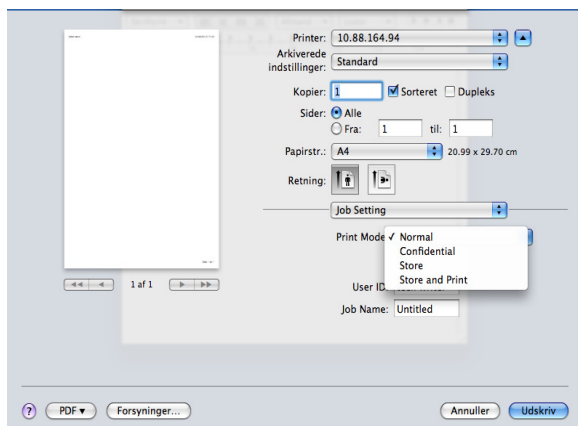 Printer: 10.88.164.94
Arkiverede
indstillinger: Standard
Kopier: 1 Sorteret Dupleks
Sider: Alle
Fra: 1 til: 1
Papirstr.: A4 20.99 x 29.70 cm
Retning:
Job Setting
Print Mode ✓ Normal
Confidential
Store
Store and Print
1 af 1
User ID:
Job Name: Untitled
? PDF ▾ Forsyninger... Annuller Udskriv